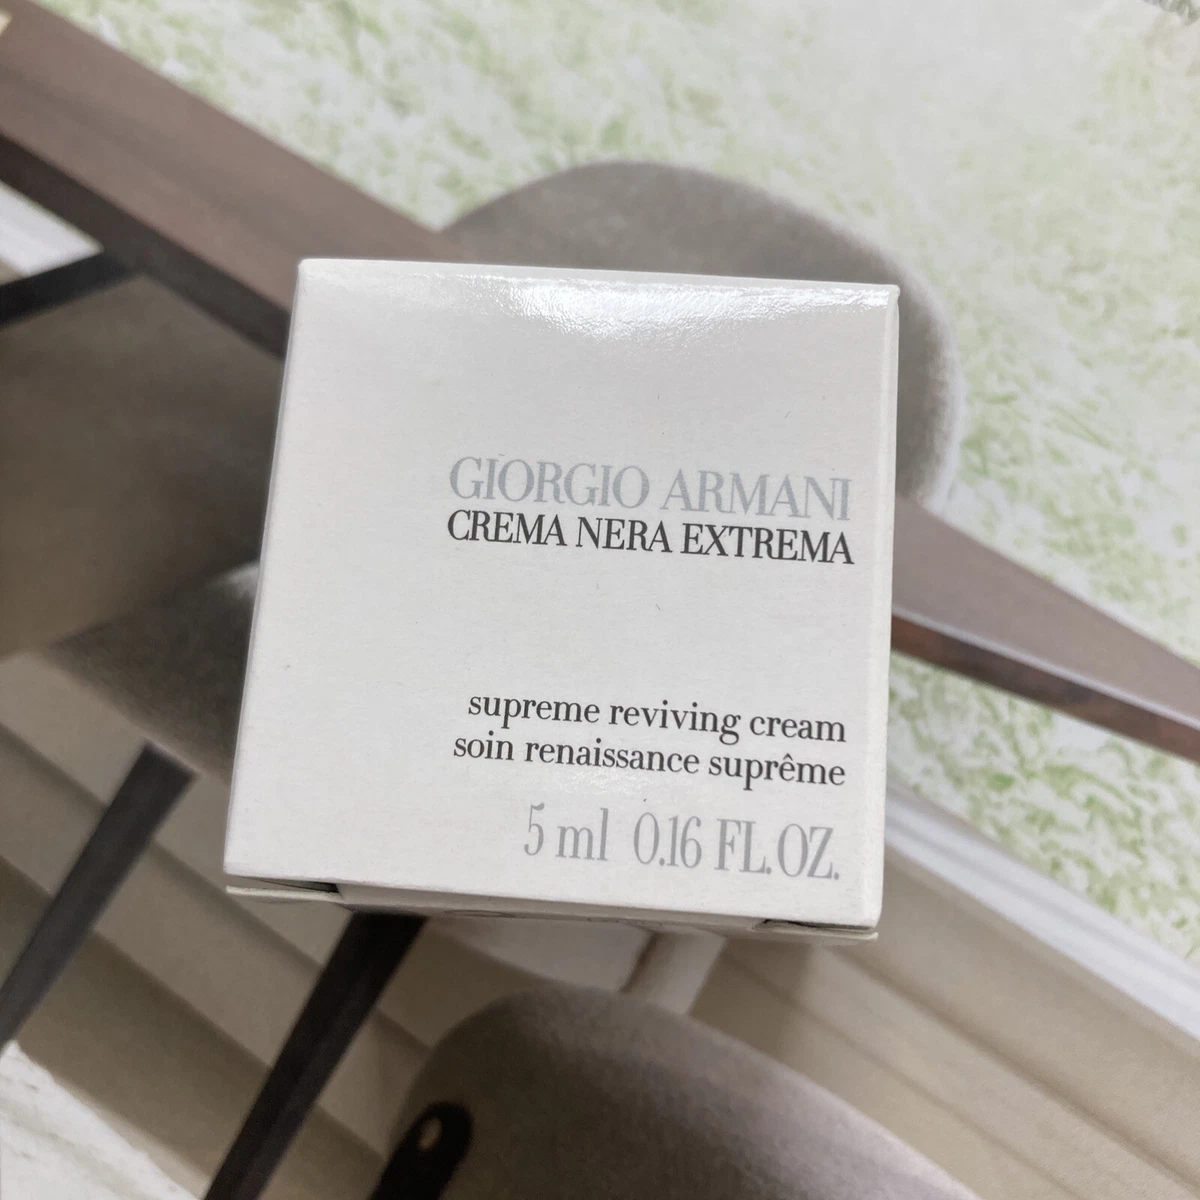 GIORGIO ARMANI
CREMA NERA EXTREMA
supreme reviving cream
soin renaissance suprême
5 ml 0.16 FL.OZ.